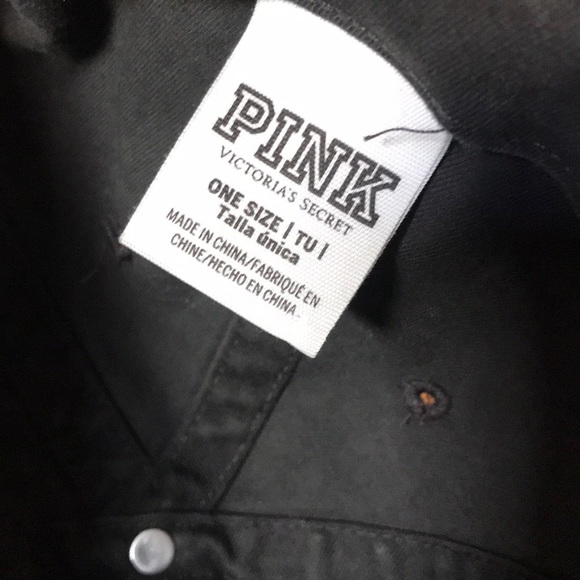 PINK
VICTORIA'S SECRET
ONE SIZE | TU |
Talla única
MADE IN CHINA/FABRIQUÉ EN
CHINE/HECHO EN CHINA-